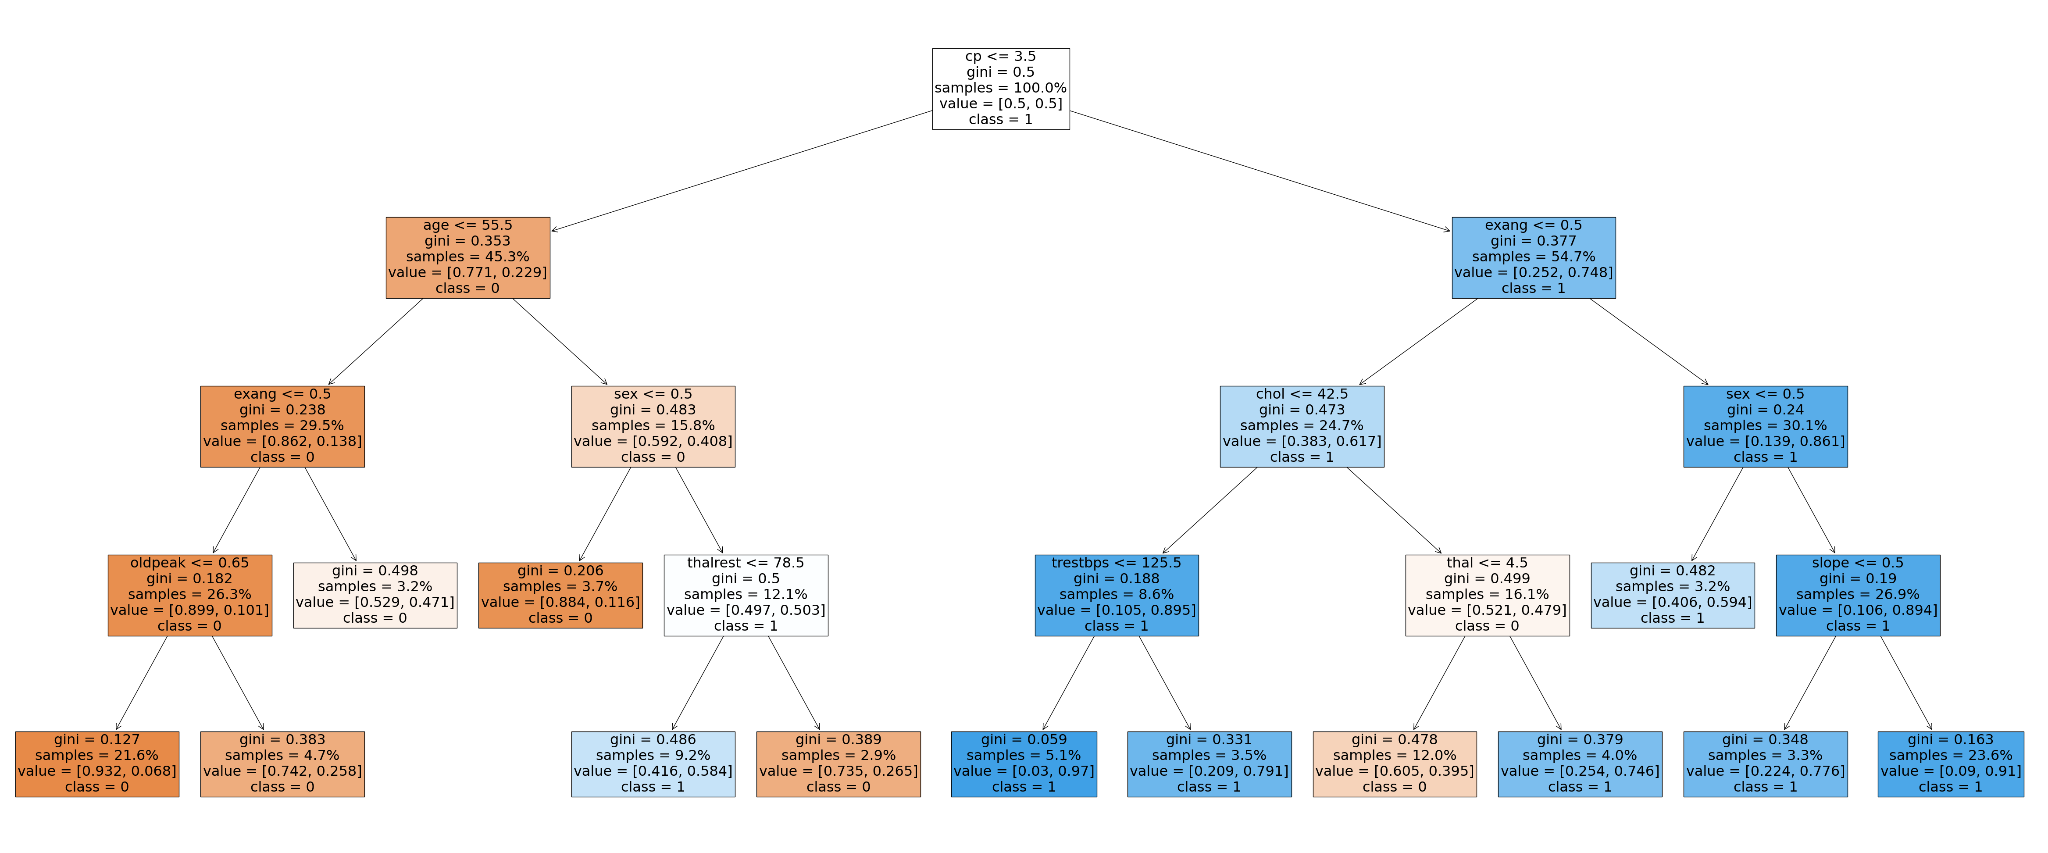 cp <= 3.5
gini = 0.5
samples = 100.0%
value = [0.5, 0.5]
class = 1
age <= 55.5
gini = 0.353
samples = 45.3%
value = [0.771, 0.229]
class = 0
exang <= 0.5
gini = 0.377
samples = 54.7%
value = [0.252, 0.748]
class = 1
exang <= 0.5
gini = 0.238
samples = 29.5%
value = [0.862, 0.138]
class = 0
sex <= 0.5
gini = 0.483
samples = 15.8%
value = [0.592, 0.408]
class = 0
chol <= 42.5
gini = 0.473
samples = 24.7%
value = [0.383, 0.617]
class = 1
sex <= 0.5
gini = 0.24
samples = 30.1%
value = [0.139, 0.861]
class = 1
oldpeak <= 0.65
gini = 0.182
samples = 26.3%
value = [0.899, 0.101]
class = 0
gini = 0.498
samples = 3.2%
value = [0.529, 0.471]
class = 0
gini = 0.206
samples = 3.7%
value = [0.884, 0.116]
class = 0
thalrest <= 78.5
gini = 0.5
samples = 12.1%
value = [0.497, 0.503]
class = 1
trestbps <= 125.5
gini = 0.188
samples = 8.6%
value = [0.105, 0.895]
class = 1
thal <= 4.5
gini = 0.499
samples = 16.1%
value = [0.521, 0.479]
class = 0
gini = 0.482
samples = 3.2%
value = [0.406, 0.594]
class = 1
slope <= 0.5
gini = 0.19
samples = 26.9%
value = [0.106, 0.894]
class = 1
gini = 0.127
samples = 21.6%
value = [0.932, 0.068]
class = 0
gini = 0.383
samples = 4.7%
value = [0.742, 0.258]
class = 0
gini = 0.486
samples = 9.2%
value = [0.416, 0.584]
class = 1
gini = 0.389
samples = 2.9%
value = [0.735, 0.265]
class = 0
gini = 0.059
samples = 5.1%
value = [0.03, 0.97]
class = 1
gini = 0.331
samples = 3.5%
value = [0.209, 0.791]
class = 1
gini = 0.478
samples = 12.0%
value = [0.605, 0.395]
class = 0
gini = 0.379
samples = 4.0%
value = [0.254, 0.746]
class = 1
gini = 0.348
samples = 3.3%
value = [0.224, 0.776]
class = 1
gini = 0.163
samples = 23.6%
value = [0.09, 0.91]
class = 1